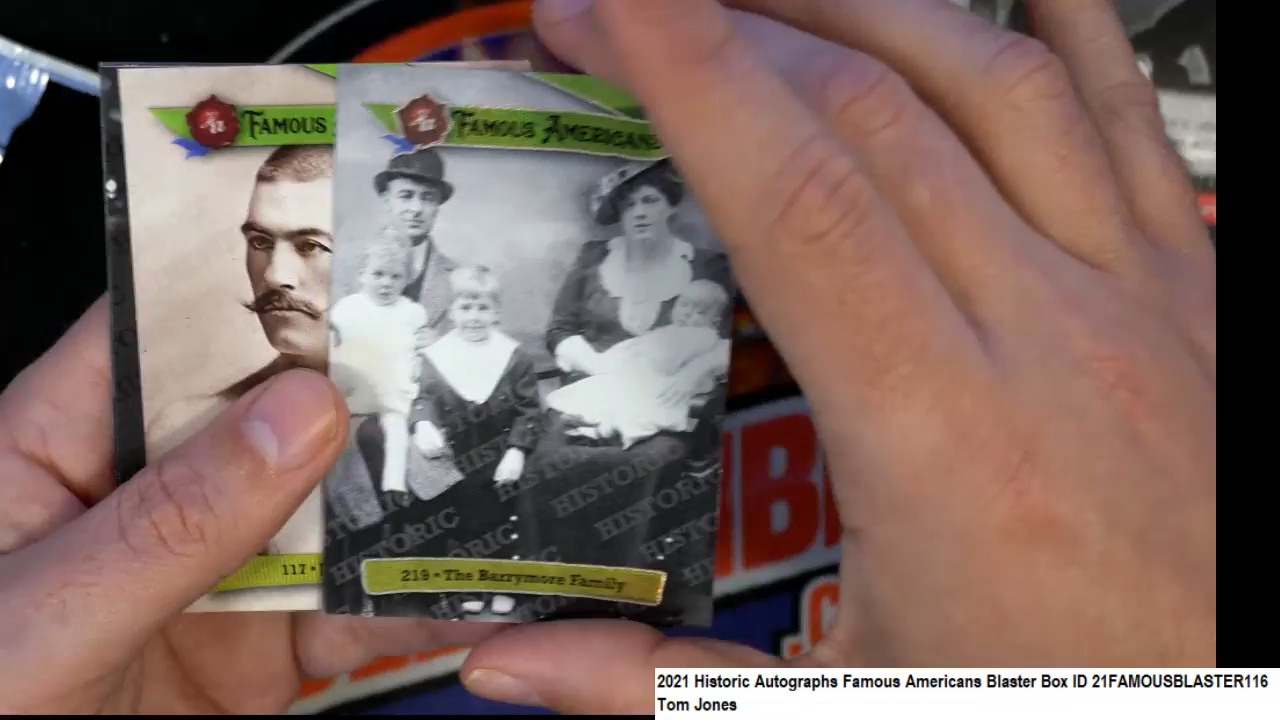 FAMOUS
FAMOUS AMERICANS
HISTORIC
HISTORIC
HISTORIC
HISTORIC
HISTORIC
117 •
219 • The Barrymore Family
2021 Historic Autographs Famous Americans Blaster Box ID 21FAMOUSBLASTER116
Tom Jones